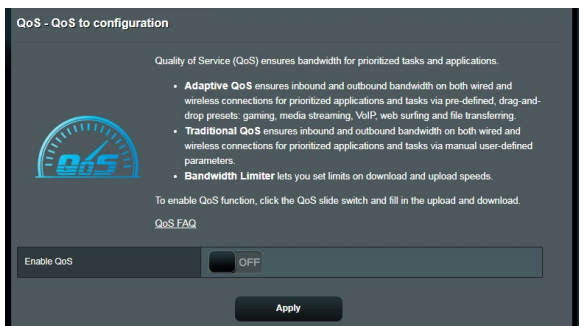 QoS - QoS to configuration
Quality of Service (QoS) ensures bandwidth for prioritized tasks and applications.
• Adaptive QoS ensures inbound and outbound bandwidth on both wired and
wireless connections for prioritized applications and tasks via pre-defined, drag-and-
drop presets: gaming, media streaming, VoIP, web surfing and file transferring.
• Traditional QoS ensures inbound and outbound bandwidth on both wired and
wireless connections for prioritized applications and tasks via manual user-defined
parameters.
• Bandwidth Limiter lets you set limits on download and upload speeds.
QoS
To enable QoS function, click the QoS slide switch and fill in the upload and download.
QoS FAQ
Enable QoS
OFF
Apply